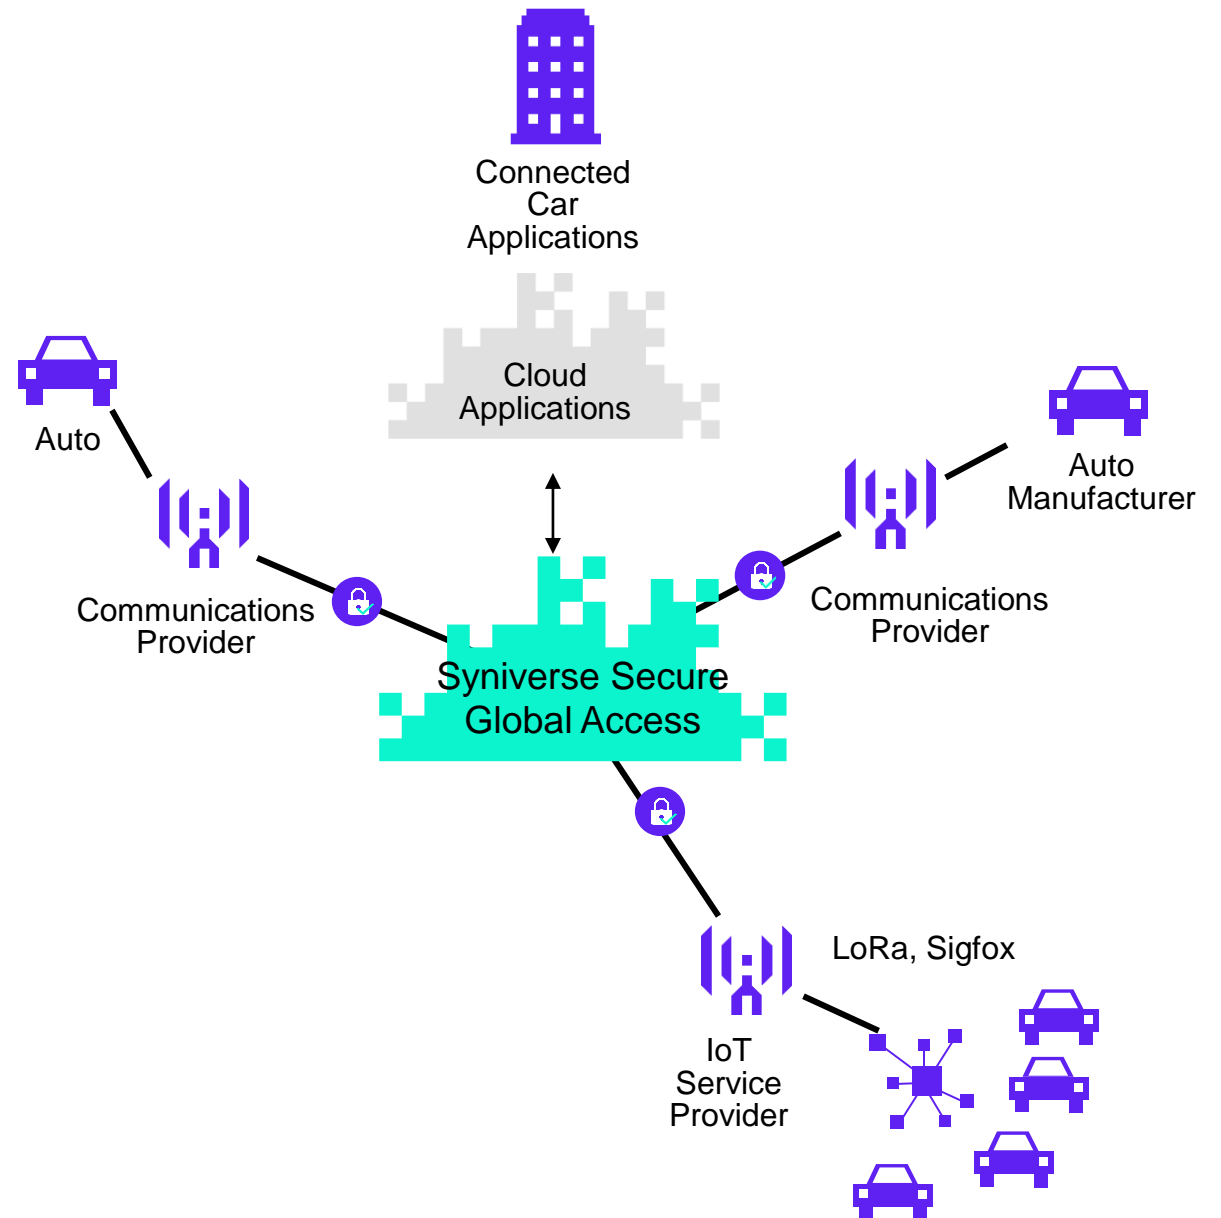 Connected
Car
Applications
Cloud
Applications
Auto
Auto
Manufacturer
Communications
Provider
Communications
Provider
Syniverse Secure
Global Access
LoRa, Sigfox
IoT
Service
Provider